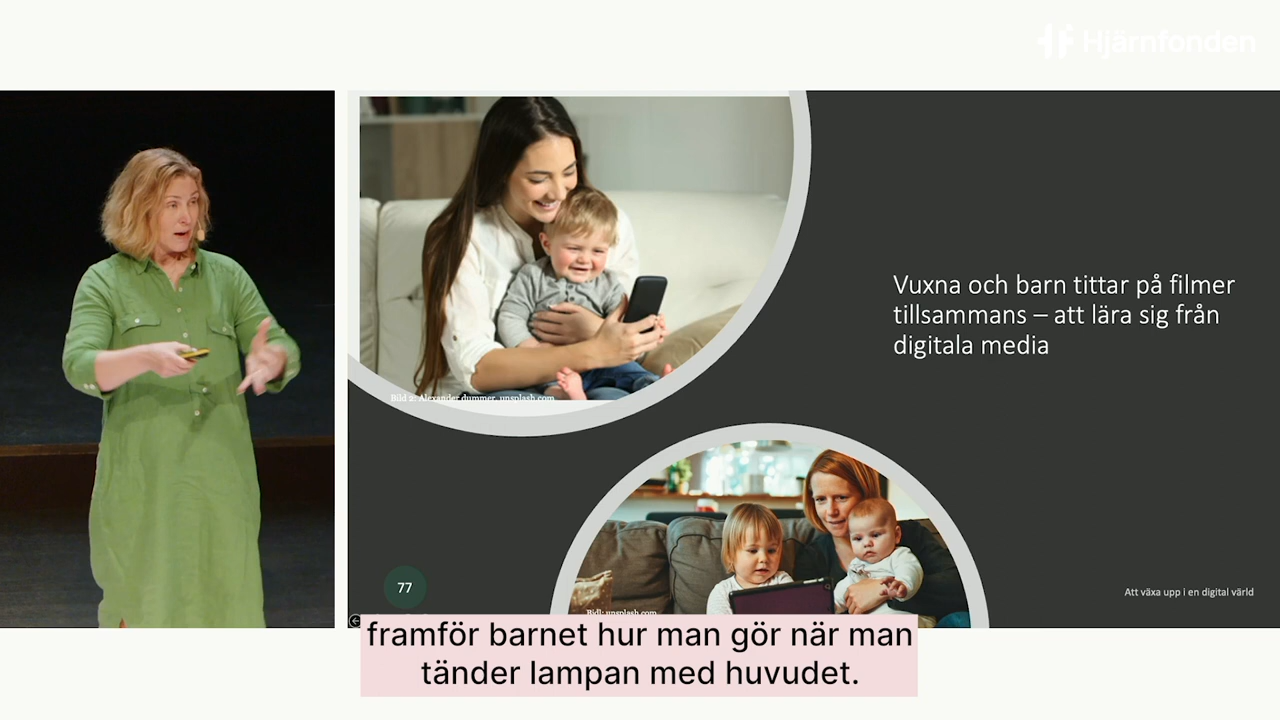 Hjärnfonden
Vuxna och barn tittar på filmer
tillsammans – att lära sig från
digitala media
Bild 2: Alexander dummer, unsplash.com
77
Bidl: unsplash.com
Att växa upp i en digital värld
framför barnet hur man gör när man
tänder lampan med huvudet.